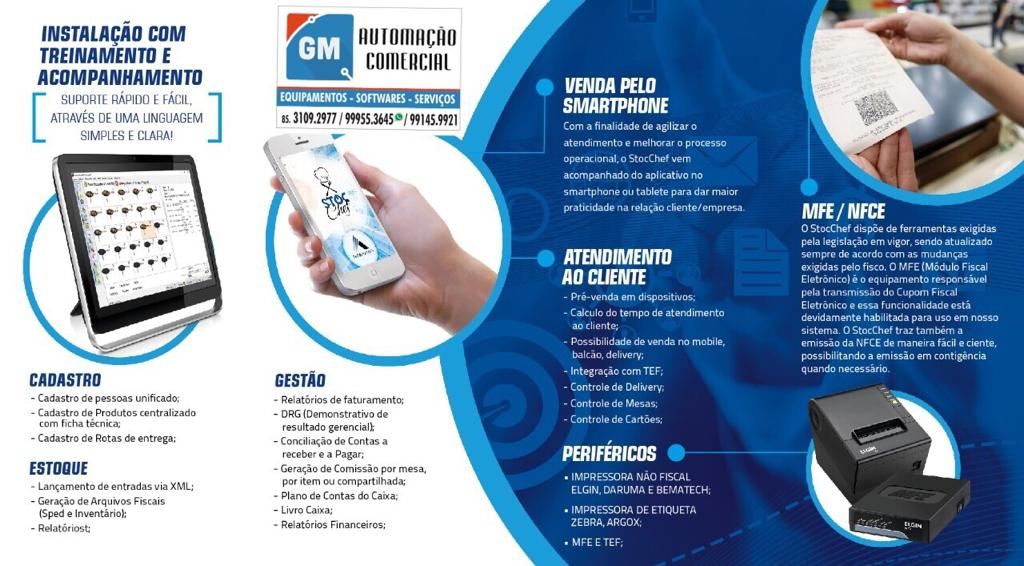 INSTALAÇÃO COM
TREINAMENTO E
ACOMPANHAMENTO
SUPORTE RÁPIDO E FÁCIL,
ATRAVÉS DE UMA LINGUAGEM
SIMPLES E CLARA!
GM
AUTOMAÇÃO
COMERCIAL
EQUIPAMENTOS - SOFTWARES - SERVIÇOS
85. 3109.2977 / 99955.3645 / 99145.9921
STOC
Chef
CADASTRO
- Cadastro de pessoas unificado;
- Cadastro de Produtos centralizado
com ficha técnica;
- Cadastro de Rotas de entrega;
ESTOQUE
- Lançamento de entradas via XML;
- Geração de Arquivos Fiscais
(Sped e Inventário);
- Relatóriost;
GESTÃO
- Relatórios de faturamento;
- DRG (Demonstrativo de
resultado gerencial);
- Conciliação de Contas a
receber e a Pagar;
- Geração de Comissão por mesa,
por item ou compartilhada;
- Plano de Contas do Caixa;
- Livro Caixa;
- Relatórios Financeiros;
VENDA PELO
SMARTPHONE
Com a finalidade de agilizar o
atendimento e melhorar o processo
operacional, o StocChef vem
acompanhado do aplicativo no
smartphone ou tablete para dar maior
praticidade na relação cliente/empresa.
ATENDIMENTO
AO CLIENTE
- Pré-venda em dispositivos;
- Calculo do tempo de atendimento
ao cliente;
- Possibilidade de venda no mobile,
balcão, delivery;
- Integração com TEF;
- Controle de Delivery;
- Controle de Mesas;
- Controle de Cartões;
PERIFÉRICOS
• IMPRESSORA NÃO FISCAL
ELGIN, DARUMA E BEMATECH;
• IMPRESSORA DE ETIQUETA
ZEBRA, ARGOX;
• MFE E TEF;
MFE / NFCE
O StocChef dispõe de ferramentas exigidas
pela legislação em vigor, sendo atualizado
sempre de acordo com as mudanças
exigidas pelo fisco. O MFE (Módulo Fiscal
Eletrônico) é o equipamento responsável
pela transmissão do Cupom Fiscal
Eletrônico e essa funcionalidade está
devidamente habilitada para uso em nosso
sistema. O StocChef traz também a
emissão da NFCE de maneira fácil e ciente,
possibilitando a emissão em contigência
quando necessário.
ELGIN
MFE
ELGIN